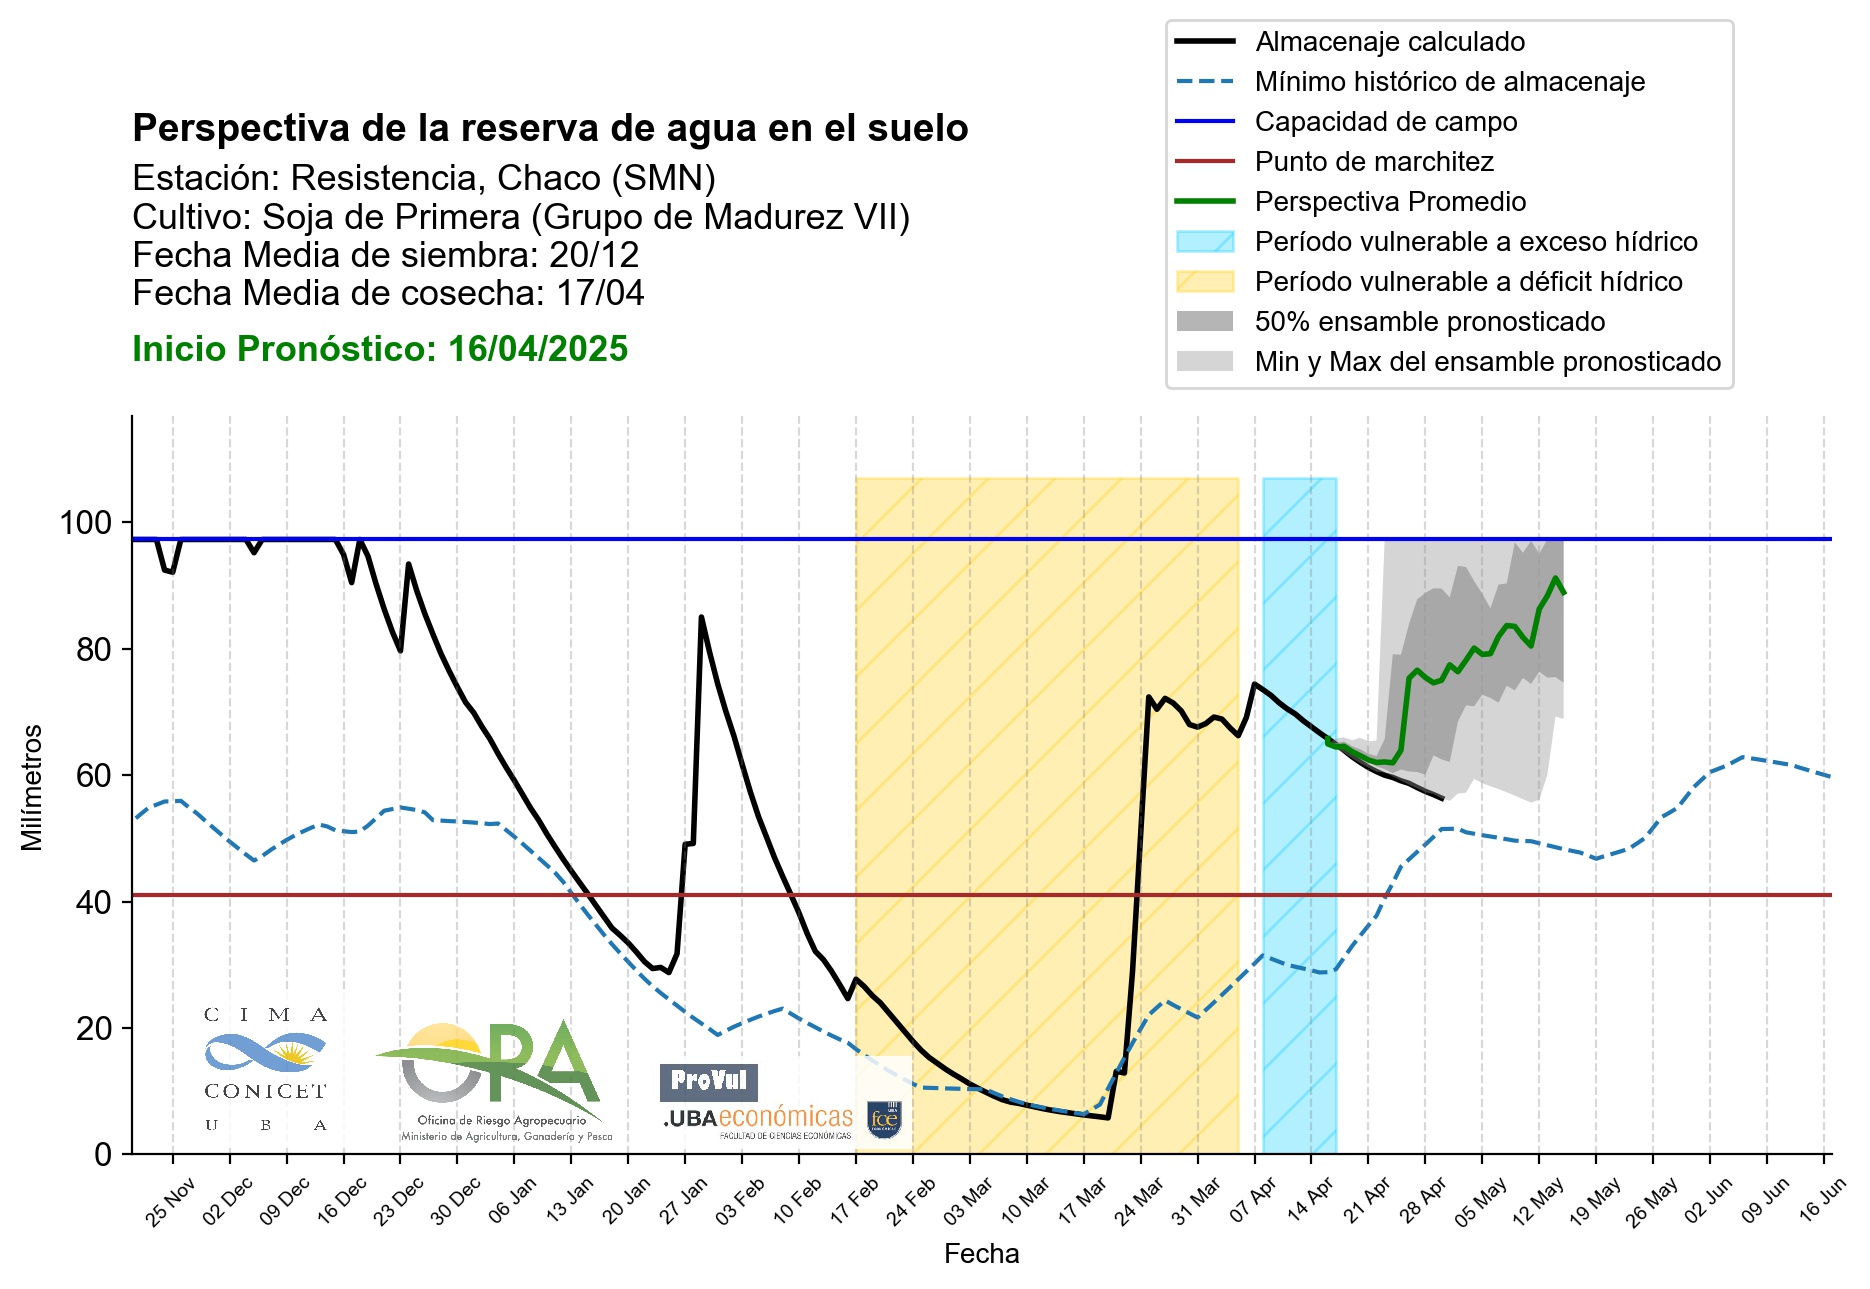 Almacenaje calculado
Mínimo histórico de almacenaje
Capacidad de campo
Punto de marchitez
Perspectiva Promedio
Período vulnerable a exceso hídrico
Período vulnerable a déficit hídrico
50% ensamble pronosticado
Min y Max del ensamble pronosticado
Perspectiva de la reserva de agua en el suelo
Estación: Resistencia, Chaco (SMN)
Cultivo: Soja de Primera (Grupo de Madurez VII)
Fecha Media de siembra: 20/12
Fecha Media de cosecha: 17/04
Inicio Pronóstico: 16/04/2025
Milímetros
100
80
60
40
20
0
CIMA
CONICET
UBA
ORA
Oficina de Riesgo Agropecuario
Ministerio de Agricultura, Ganadería y Pesca
ProVul
.UBAeconómicas
FACULTAD DE CIENCIAS ECONÓMICAS
UBA
fce
25 Nov
02 Dec
09 Dec
16 Dec
23 Dec
30 Dec
06 Jan
13 Jan
20 Jan
27 Jan
03 Feb
10 Feb
17 Feb
24 Feb
03 Mar
10 Mar
17 Mar
24 Mar
31 Mar
07 Apr
14 Apr
21 Apr
28 Apr
05 May
12 May
19 May
26 May
02 Jun
09 Jun
16 Jun
Fecha